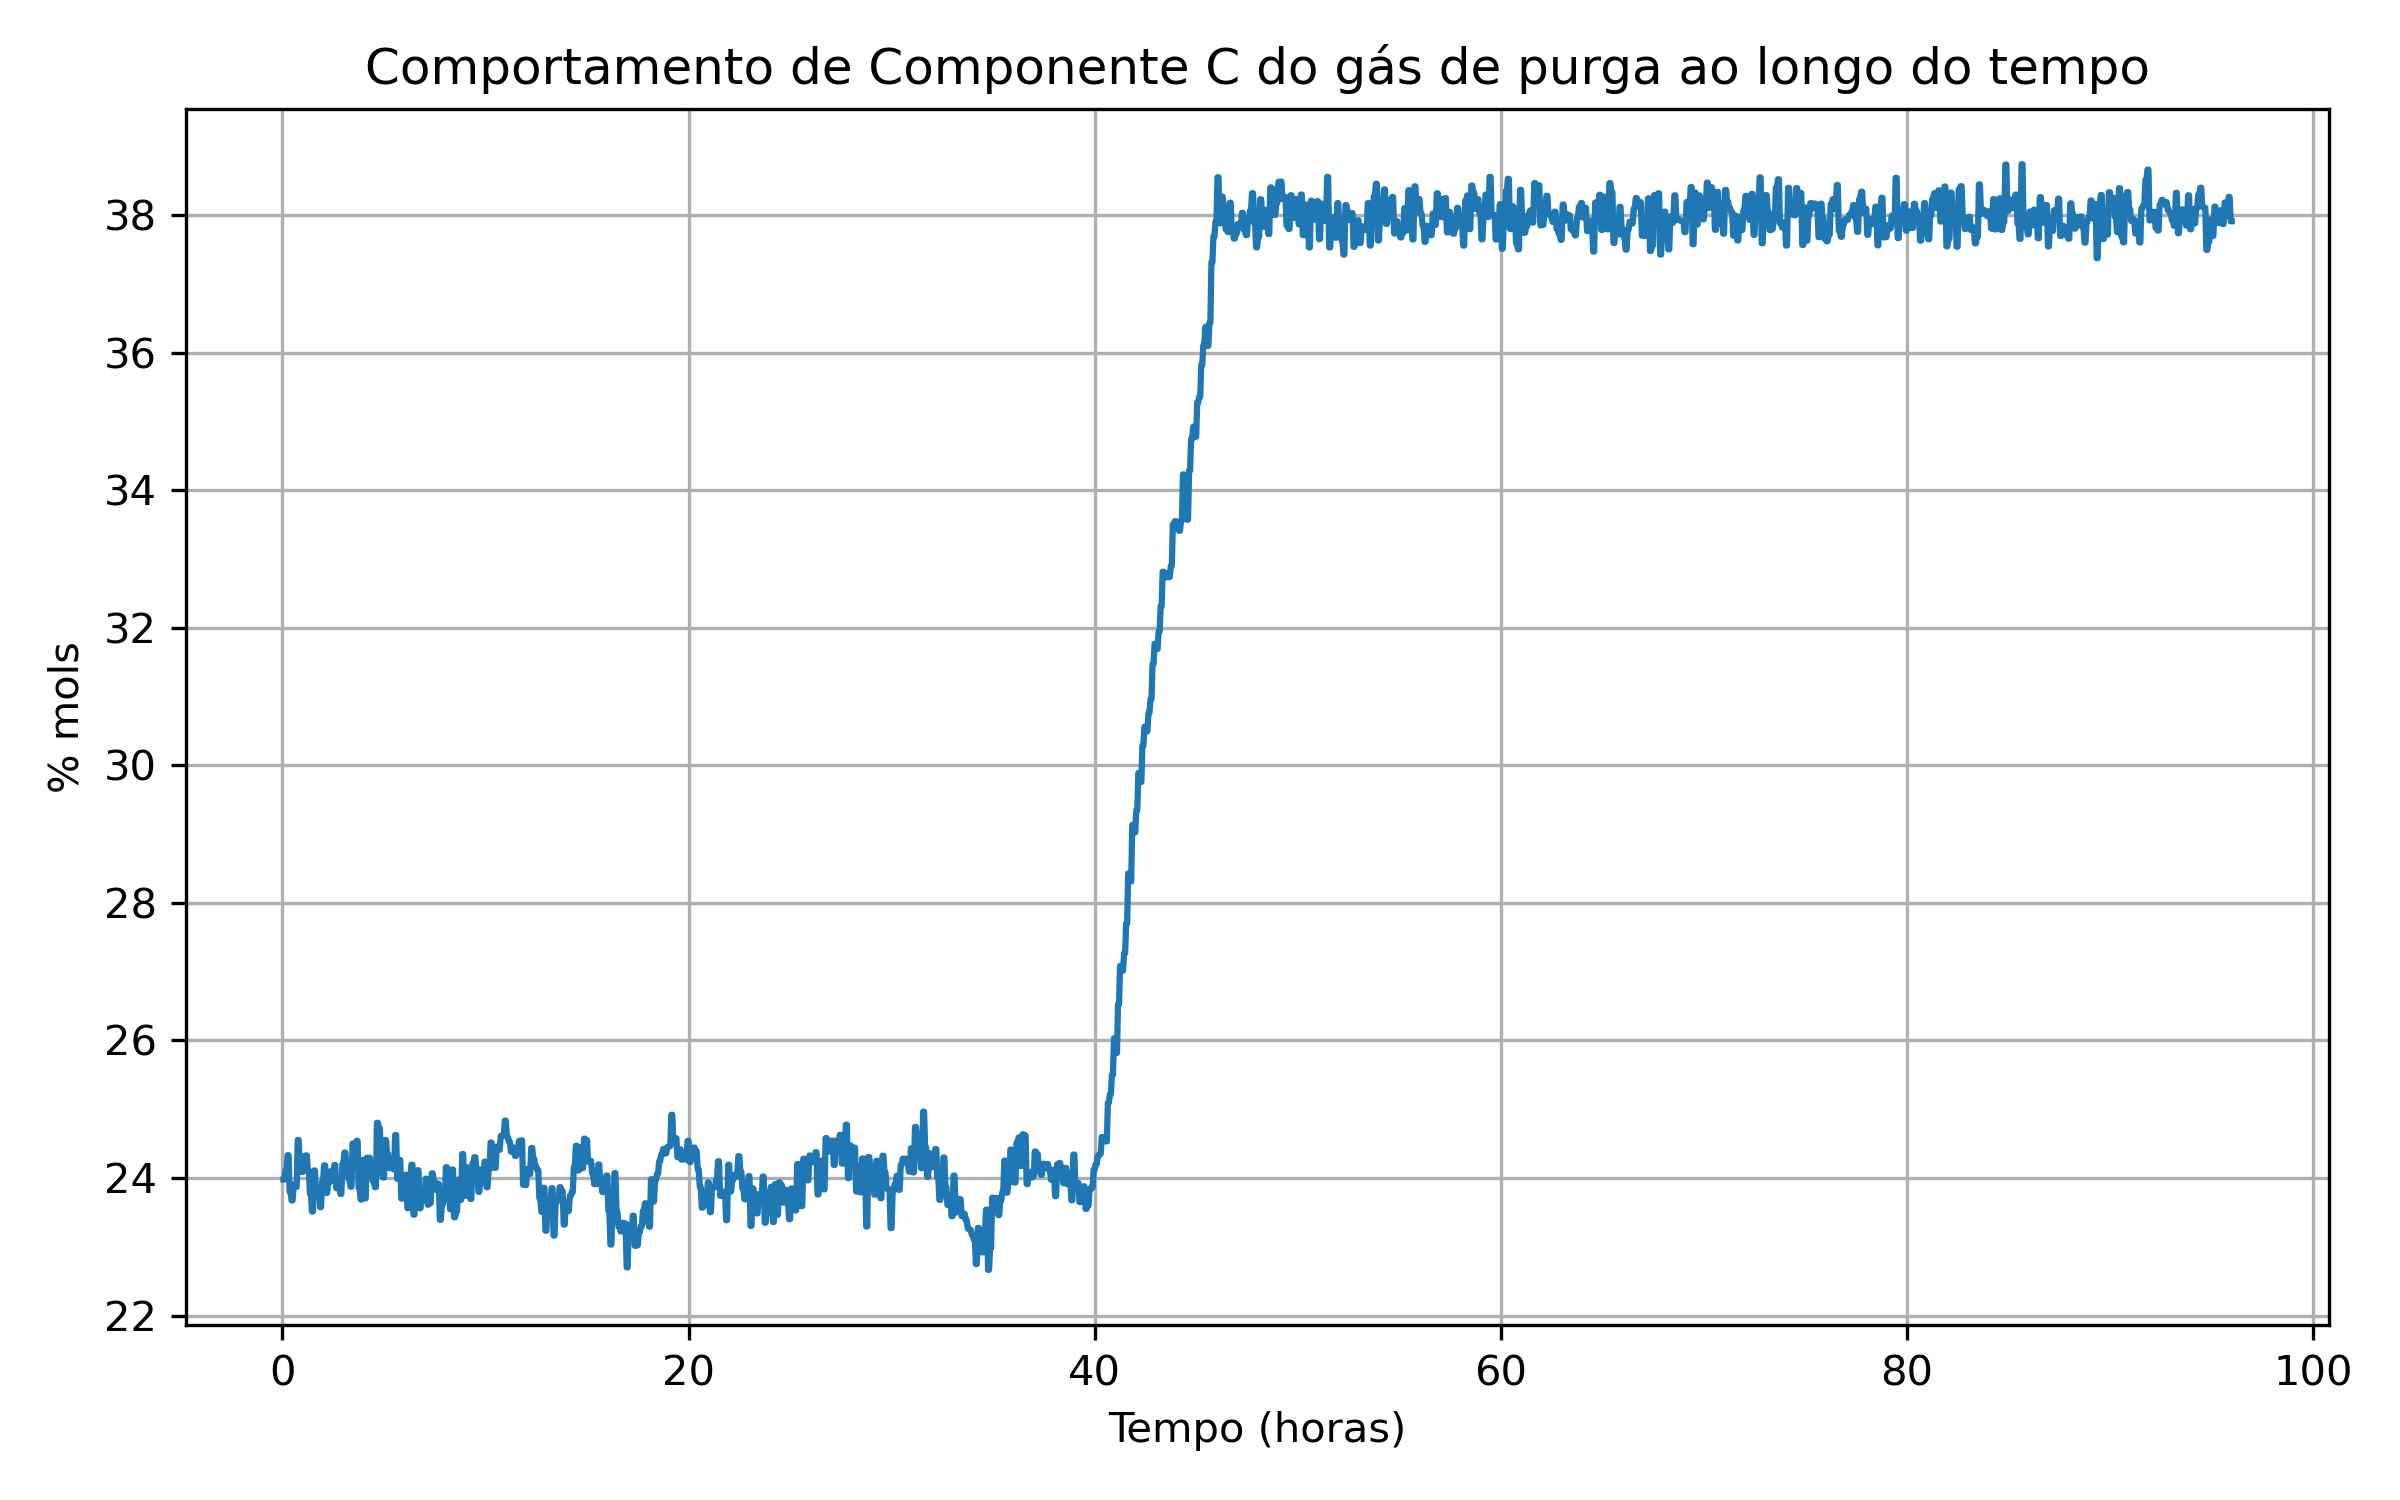 Comportamento de Componente C do gás de purga ao longo do tempo
% mols
38
36
34
32
30
28
26
24
22
0 20 40 60 80 100
Tempo (horas)